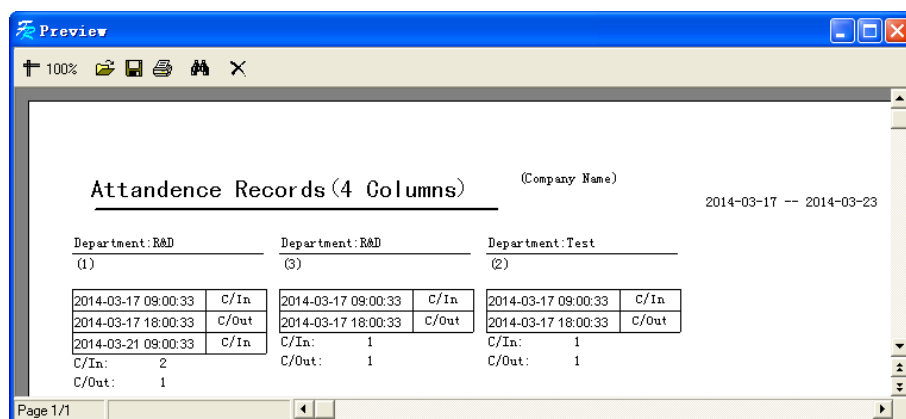 Preview
100%
Attandence Records(4 Columns)
(Company Name)
2014-03-17 -- 2014-03-23
Department:R&D Department:R&D Department:Test
(1) (3) (2)
2014-03-17 09:00:33 C/In 2014-03-17 09:00:33 C/In 2014-03-17 09:00:33 C/In
2014-03-17 18:00:33 C/Out 2014-03-17 18:00:33 C/Out 2014-03-17 18:00:33 C/Out
2014-03-21 09:00:33 C/In C/In: 1 C/In: 1
C/In: 2 C/Out: 1 C/Out: 1
C/Out: 1
Page 1/1